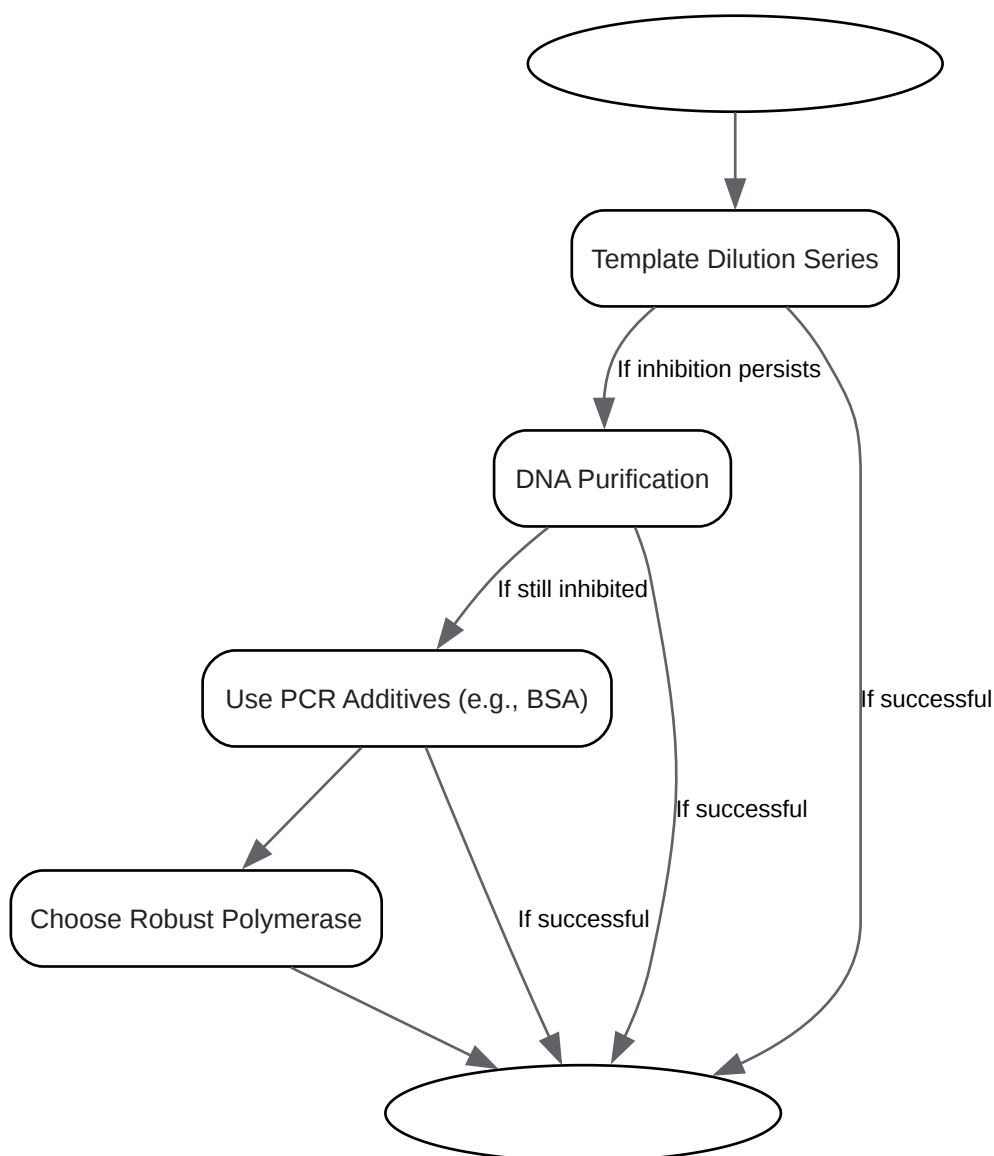 Template Dilution Series
If inhibition persists
DNA Purification
If still inhibited
Use PCR Additives (e.g., BSA)
If successful
If successful
Choose Robust Polymerase
If successful